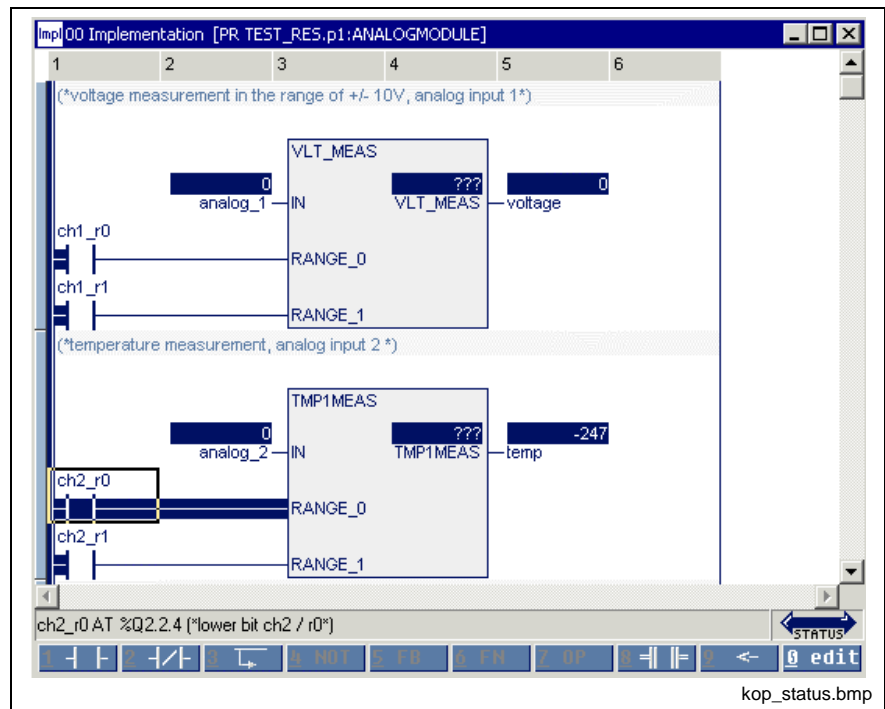 Impl 00 Implementation [PR TEST_RES.p1:ANALOGMODULE]
1 2 3 4 5 6
(*voltage measurement in the range of +/- 10V, analog input 1*)
VLT_MEAS
0 ??? 0
analog_1 IN VLT_MEAS voltage
ch1_r0
RANGE_0
ch1_r1
RANGE_1
(*temperature measurement, analog input 2 *)
TMP1MEAS
0 ??? -247
analog_2 IN TMP1MEAS temp
ch2_r0
RANGE_0
ch2_r1
RANGE_1
ch2_r0 AT %Q2.2.4 (*lower bit ch2 / r0*)
STATUS
1 2 3 4 NOT 5 FB 6 FN 7 OP 8 9 <- 0 edit
kop_status.bmp